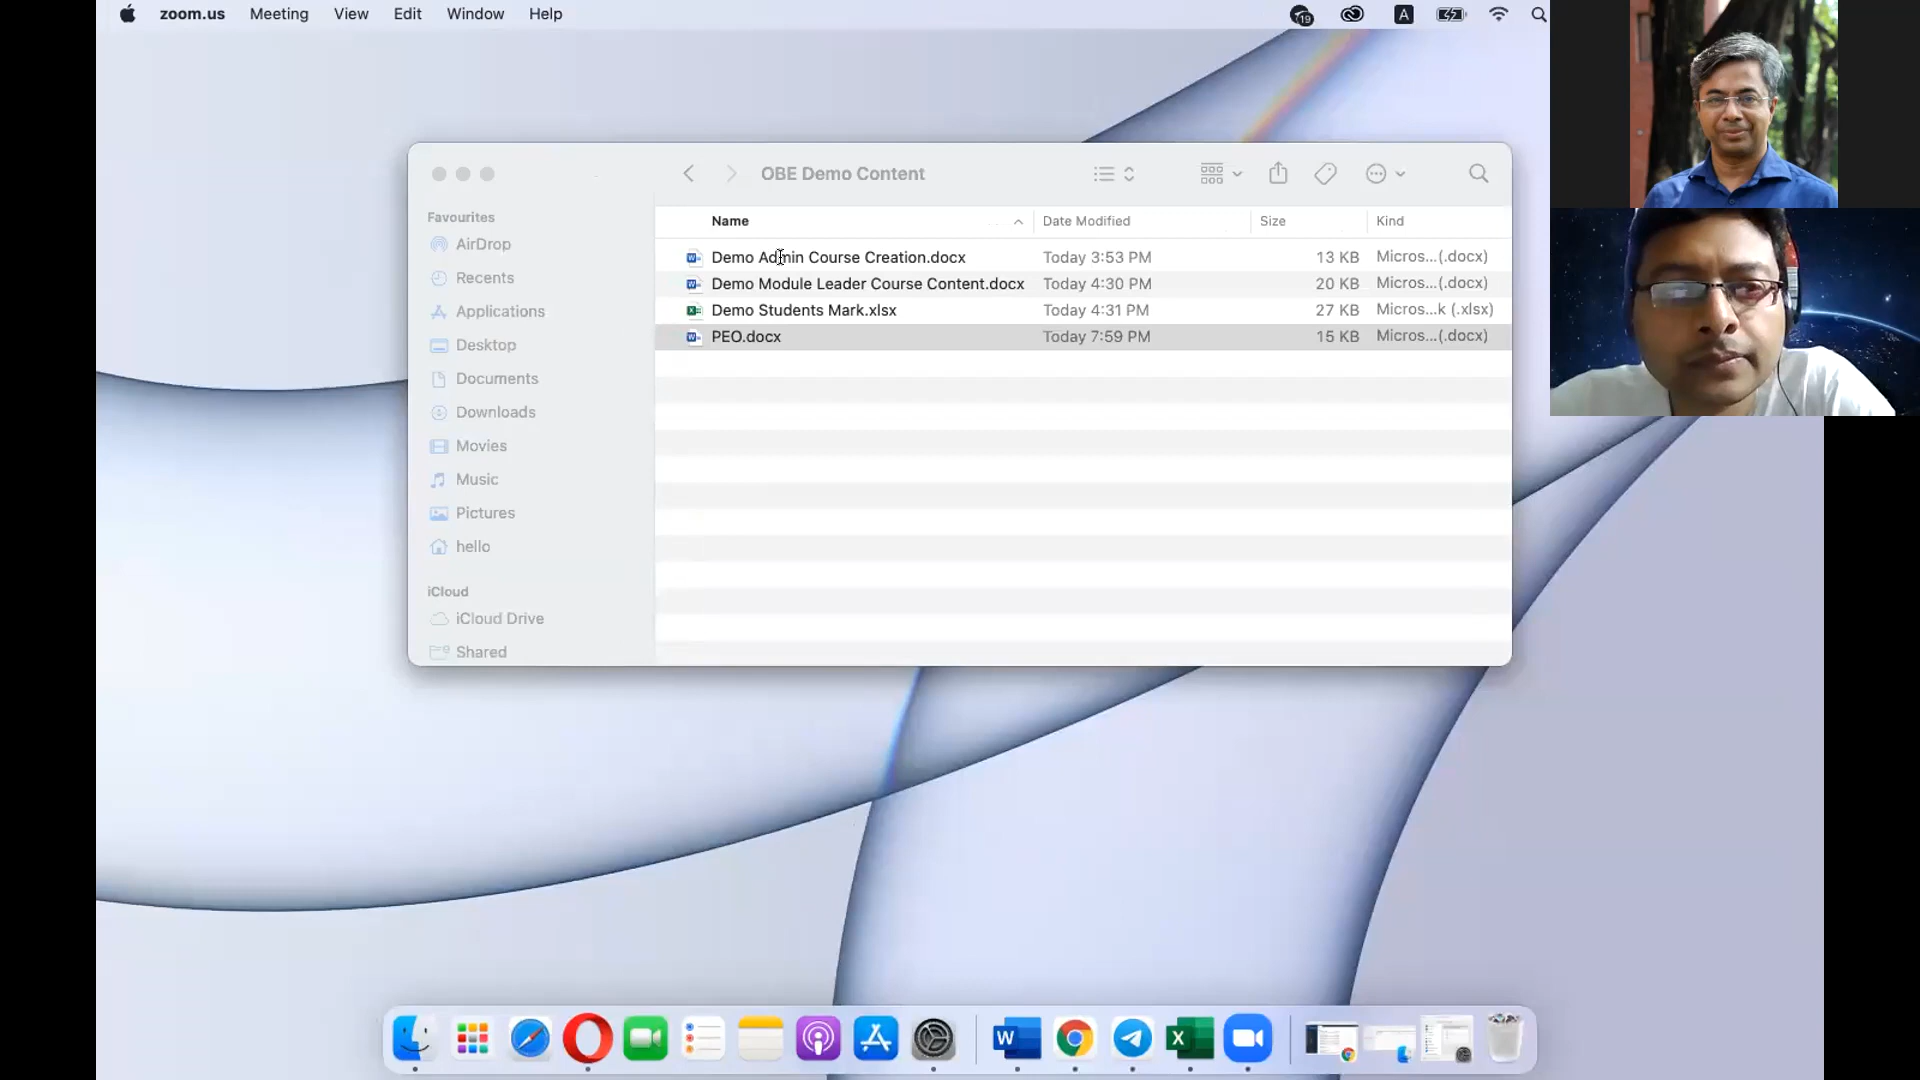 zoom.us Meeting View Edit Window Help
19 A
OBE Demo Content
Favourites
AirDrop
Recents
Applications
Desktop
Documents
Downloads
Movies
Music
Pictures
hello
iCloud
iCloud Drive
Shared
Name Date Modified Size Kind
Demo Admin Course Creation.docx Today 3:53 PM 13 KB Micros...(.docx)
Demo Module Leader Course Content.docx Today 4:30 PM 20 KB Micros...(.docx)
Demo Students Mark.xlsx Today 4:31 PM 27 KB Micros...k (.xlsx)
PEO.docx Today 7:59 PM 15 KB Micros...(.docx)